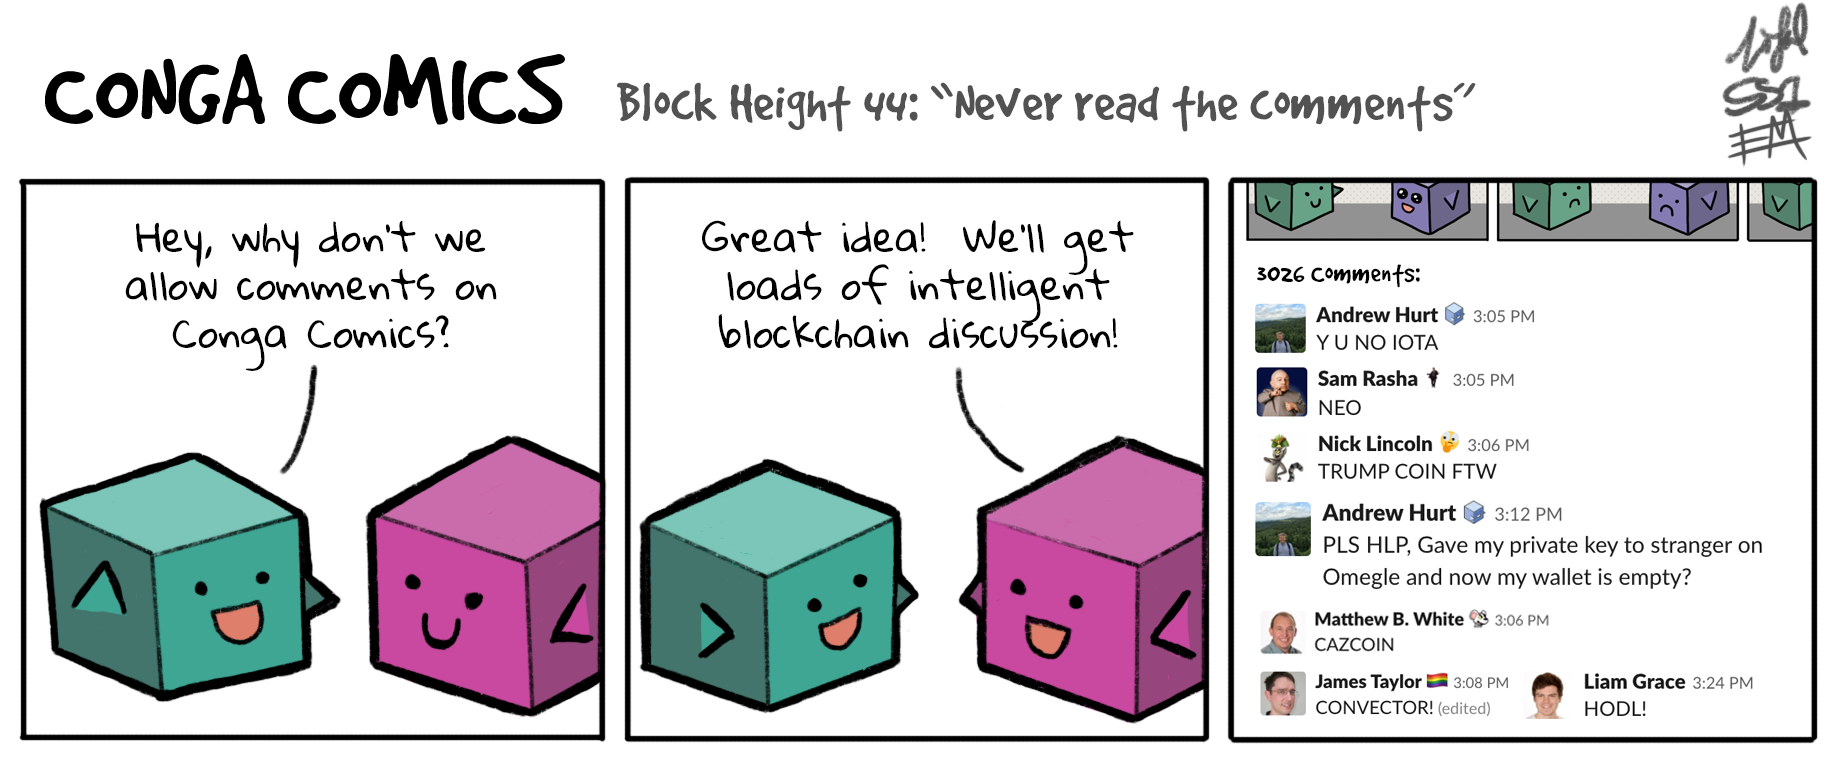 CONGA COMICS
Block Height 44: "Never read the comments"
Hey, why don't we
allow comments on
Conga Comics?
Great idea! We'll get
loads of intelligent
blockchain discussion!
3026 Comments:
Andrew Hurt 3:05 PM
Y U NO IOTA
Sam Rasha 3:05 PM
NEO
Nick Lincoln 3:06 PM
TRUMP COIN FTW
Andrew Hurt 3:12 PM
PLS HLP, Gave my private key to stranger on
Omegle and now my wallet is empty?
Matthew B. White 3:06 PM
CAZCOIN
James Taylor 3:08 PM
CONVECTOR! (edited)
Liam Grace 3:24 PM
HODL!